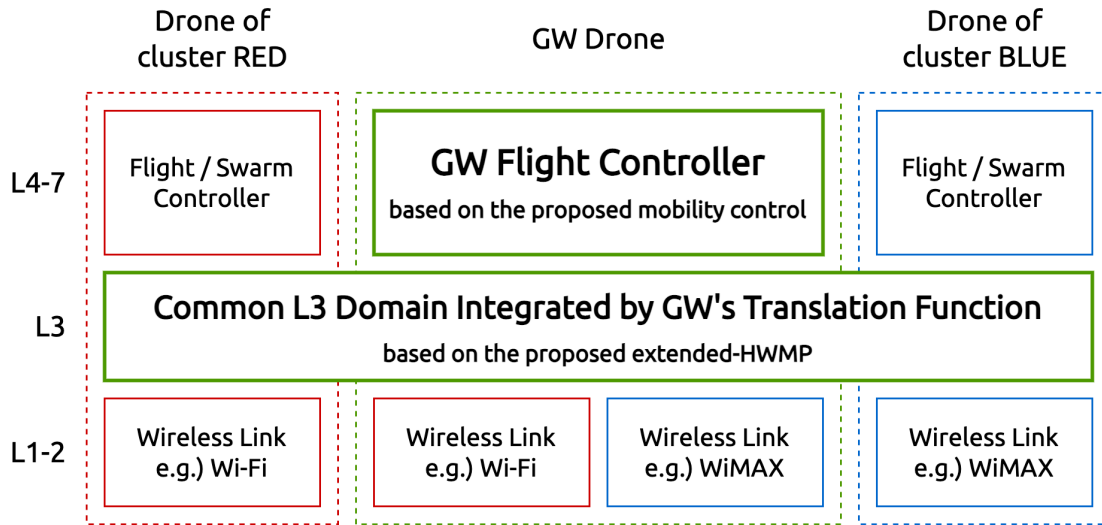 Drone of
cluster RED
GW Drone
Drone of
cluster BLUE
L4-7
Flight / Swarm
Controller
GW Flight Controller
based on the proposed mobility control
Flight / Swarm
Controller
L3
Common L3 Domain Integrated by GW's Translation Function
based on the proposed extended-HWMP
L1-2
Wireless Link
e.g.) Wi-Fi
Wireless Link
e.g.) Wi-Fi
Wireless Link
e.g.) WiMAX
Wireless Link
e.g.) WiMAX